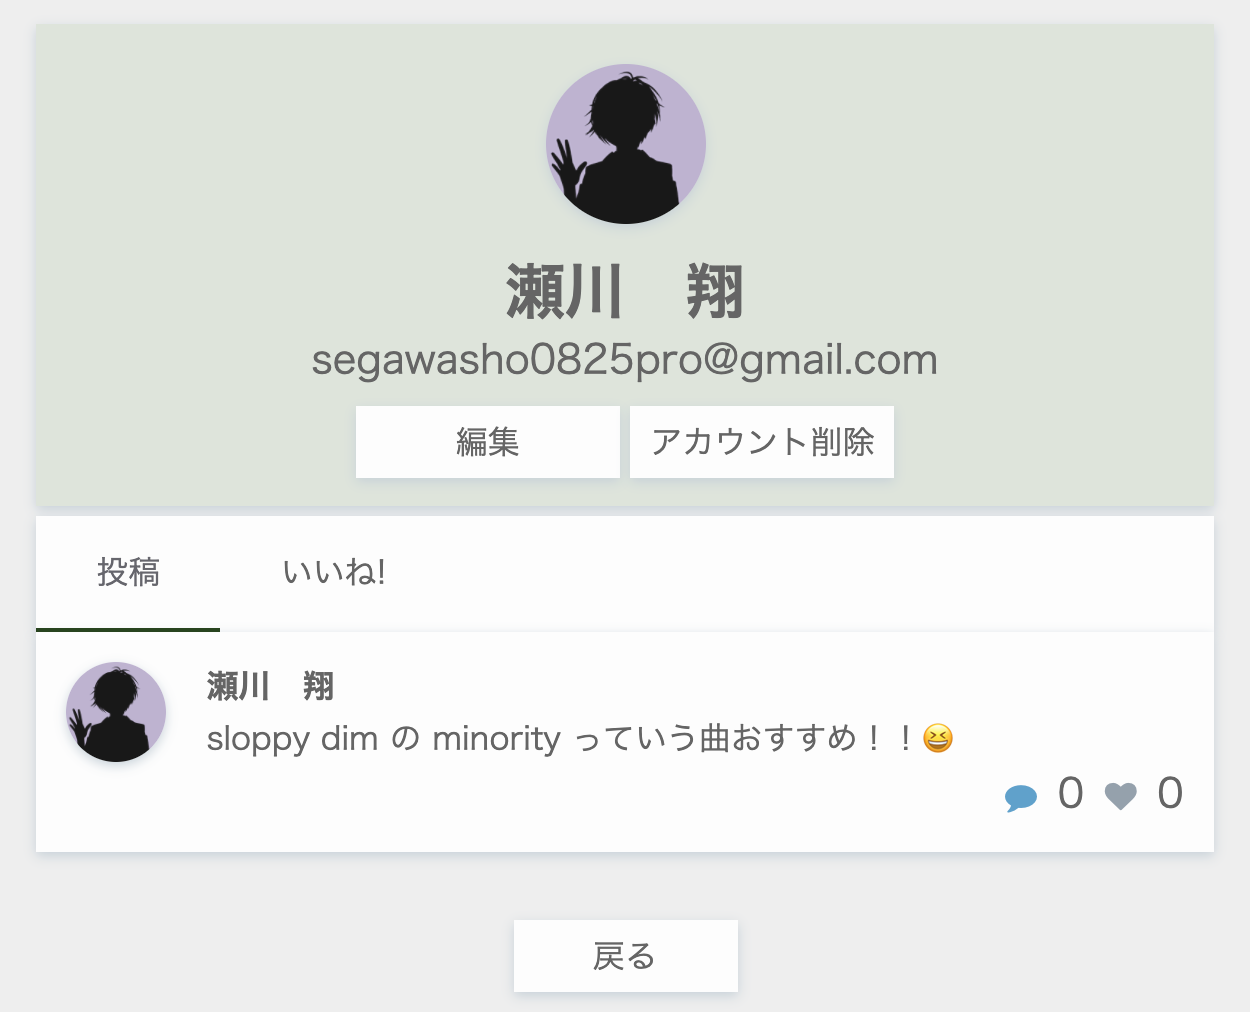 瀬川　翔
segawasho0825pro@gmail.com
編集 アカウント削除
投稿 いいね!
瀬川　翔
sloppy dim の minority っていう曲おすすめ！！😆
0 0
戻る